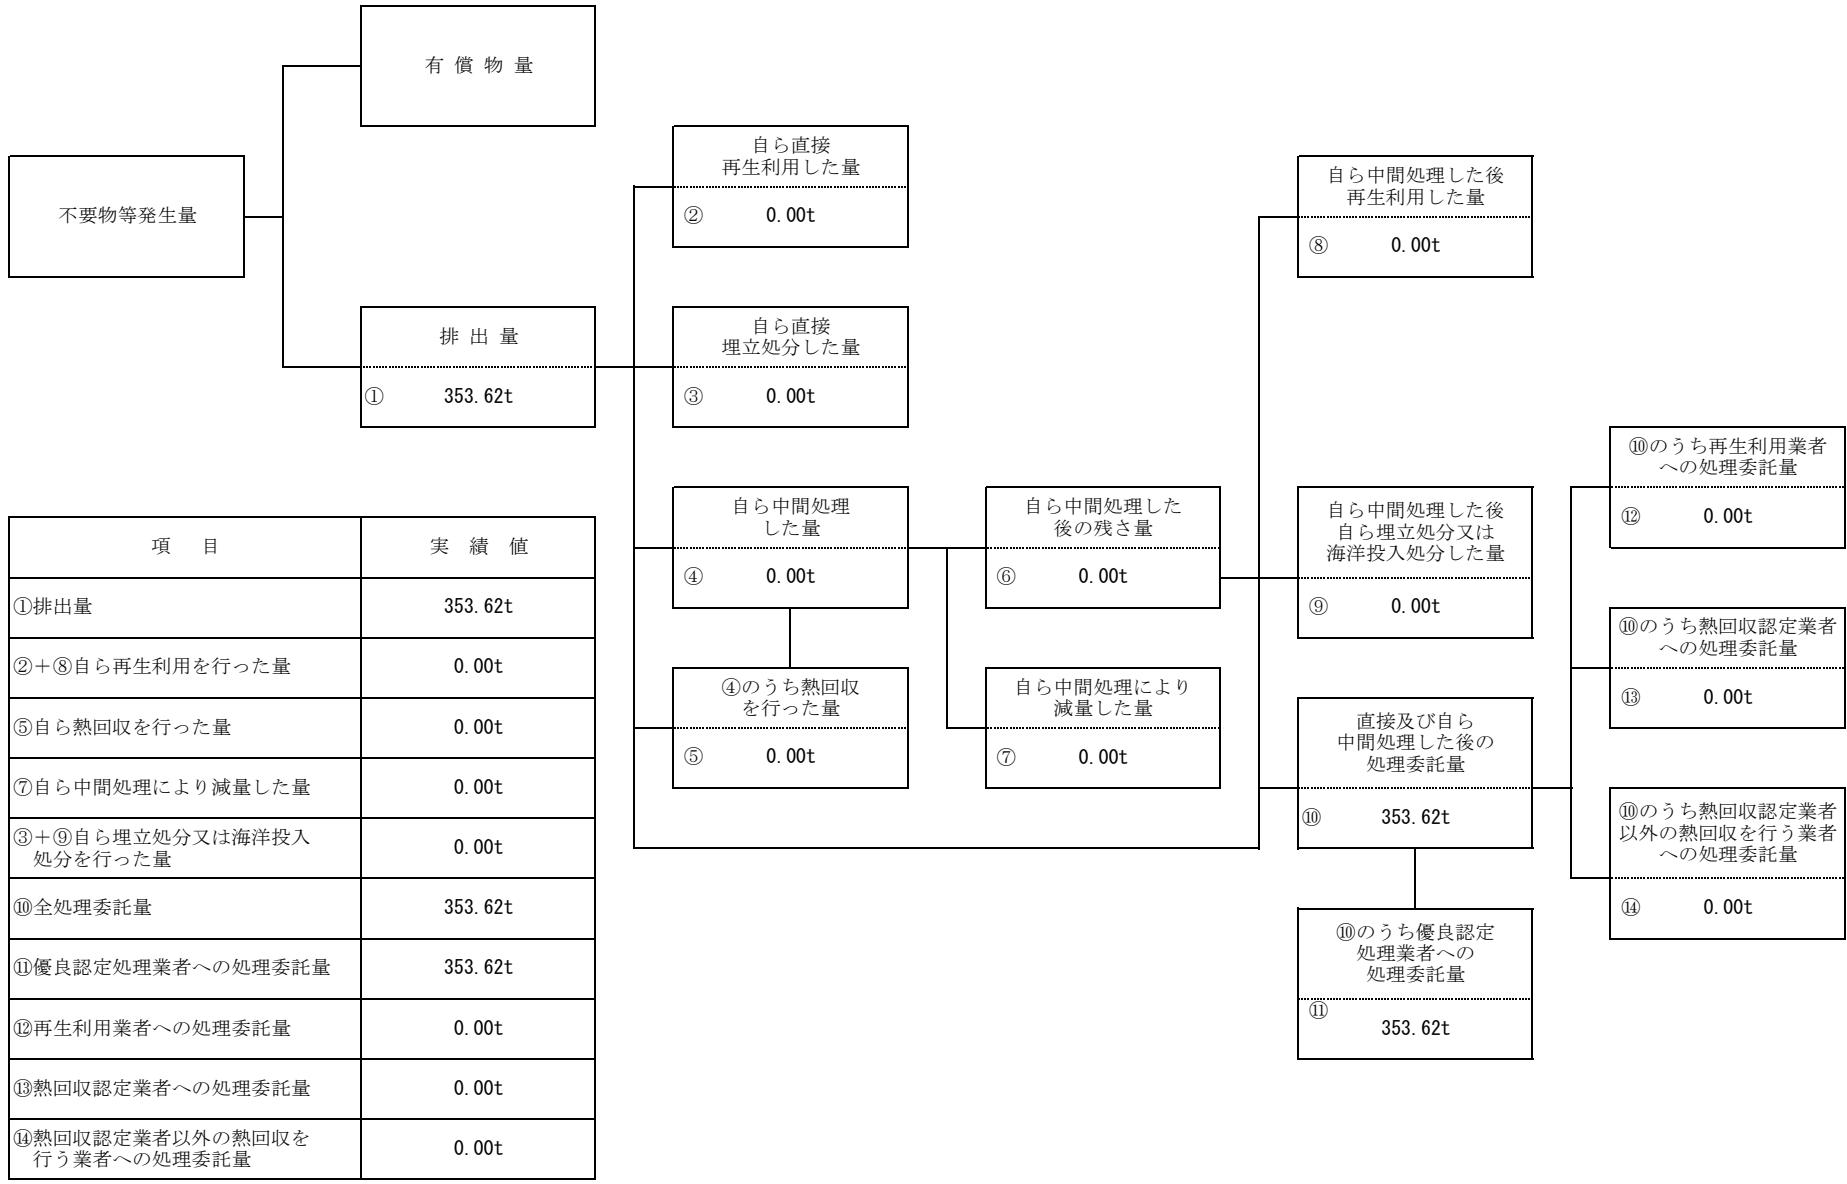 有償物量
不要物等発生量
自ら直接
再生利用した量
② 0.00t
自ら中間処理した後
再生利用した量
⑧ 0.00t
排出量
① 353.62t
自ら直接
埋立処分した量
③ 0.00t
自ら中間処理
した量
④ 0.00t
自ら中間処理した
後の残さ量
⑥ 0.00t
自ら中間処理した後
自ら埋立処分又は
海洋投入処分した量
⑨ 0.00t
⑩のうち再生利用業者
への処理委託量
⑫ 0.00t
④のうち熱回収
を行った量
⑤ 0.00t
自ら中間処理により
減量した量
⑦ 0.00t
直接及び自ら
中間処理した後の
処理委託量
⑩ 353.62t
⑩のうち熱回収認定業者
への処理委託量
⑬ 0.00t
⑩のうち熱回収認定業者
以外の熱回収を行う業者
への処理委託量
⑭ 0.00t
⑩のうち優良認定
処理業者への
処理委託量
⑪ 353.62t
項目 実績値
①排出量 353.62t
②＋⑧自ら再生利用を行った量 0.00t
⑤自ら熱回収を行った量 0.00t
⑦自ら中間処理により減量した量 0.00t
③＋⑨自ら埋立処分又は海洋投入
処分を行った量 0.00t
⑩全処理委託量 353.62t
⑪優良認定処理業者への処理委託量 353.62t
⑫再生利用業者への処理委託量 0.00t
⑬熱回収認定業者への処理委託量 0.00t
⑭熱回収認定業者以外の熱回収を
行う業者への処理委託量 0.00t